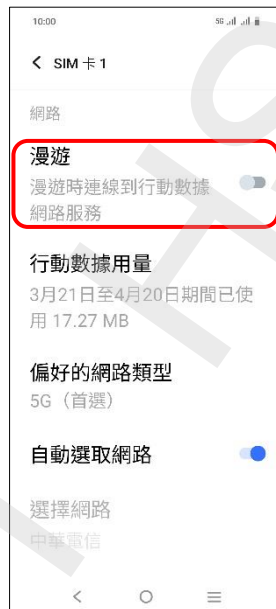 10:00
5G
SIM 卡 1
網路
漫遊
漫遊時連線到行動數據
網路服務
行動數據用量
3月21日至4月20日期間已使
用 17.27 MB
偏好的網路類型
5G（首選）
自動選取網路
選擇網路
中華電信